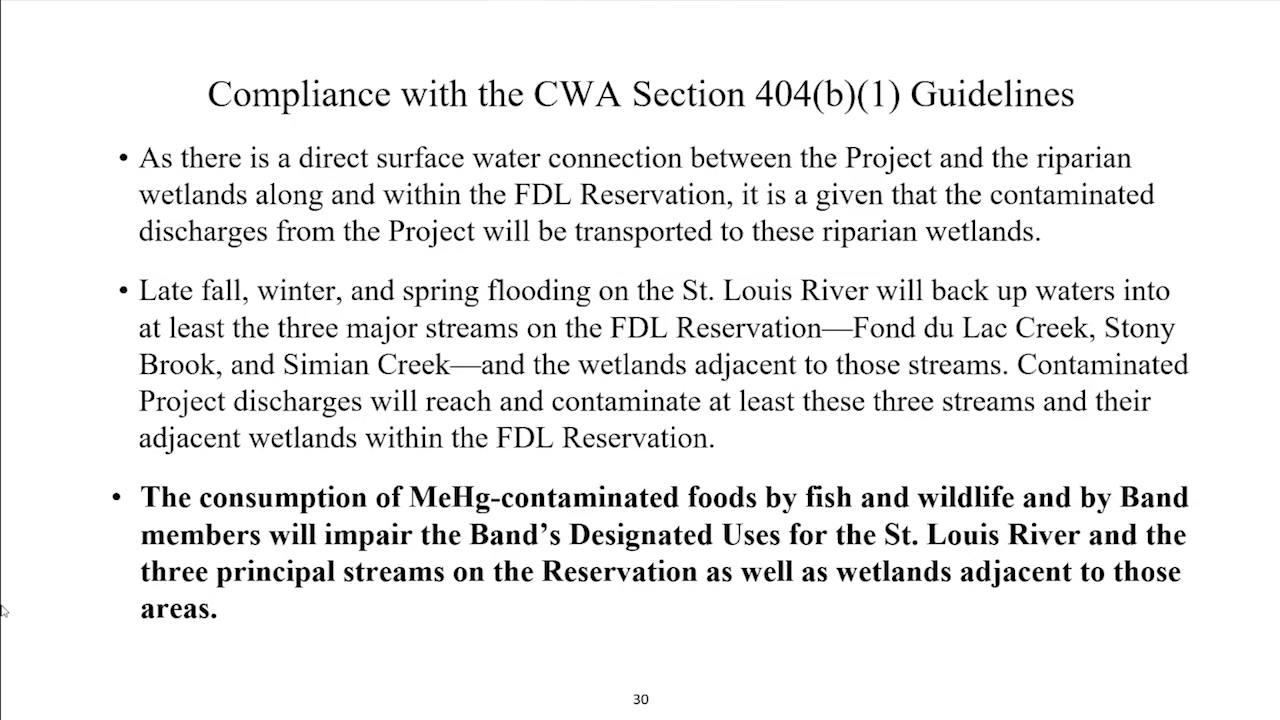 Compliance with the CWA Section 404(b)(1) Guidelines
• As there is a direct surface water connection between the Project and the riparian
wetlands along and within the FDL Reservation, it is a given that the contaminated
discharges from the Project will be transported to these riparian wetlands.
• Late fall, winter, and spring flooding on the St. Louis River will back up waters into
at least the three major streams on the FDL Reservation—Fond du Lac Creek, Stony
Brook, and Simian Creek—and the wetlands adjacent to those streams. Contaminated
Project discharges will reach and contaminate at least these three streams and their
adjacent wetlands within the FDL Reservation.
• The consumption of MeHg-contaminated foods by fish and wildlife and by Band
members will impair the Band’s Designated Uses for the St. Louis River and the
three principal streams on the Reservation as well as wetlands adjacent to those
areas.
30